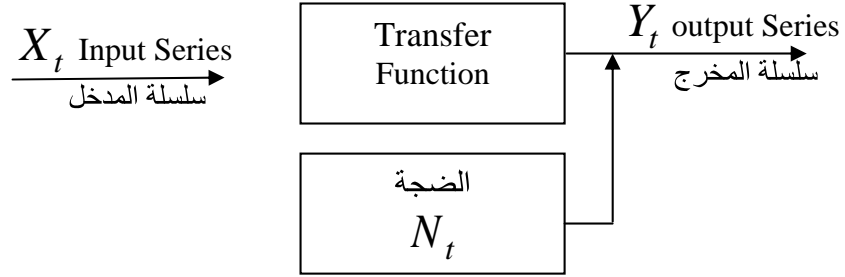 X_t Input Series
سلسلة المدخل
Transfer
Function
Y_t output Series
سلسلة المخرج
الضجة
N_t